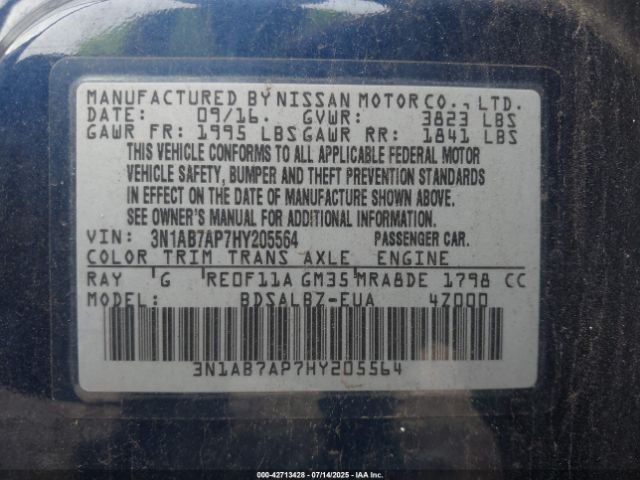 MANUFACTURED BY NISSAN MOTOR CO., LTD.
DATE: 09/16. GVWR: 3823 LBS
GAWR FR: 1995 LBS GAWR RR: 1841 LBS
THIS VEHICLE CONFORMS TO ALL APPLICABLE FEDERAL MOTOR
VEHICLE SAFETY, BUMPER AND THEFT PREVENTION STANDARDS
IN EFFECT ON THE DATE OF MANUFACTURE SHOWN ABOVE.
SEE OWNER'S MANUAL FOR ADDITIONAL INFORMATION.
VIN: 3N1AB7AP7HY205564 PASSENGER CAR.
COLOR TRIM TRANS AXLE ENGINE
RAY 'G RE0F11A GM35 MRA8DE 1798 CC
MODEL: BDSALBZ-EUA 4Z000
3N1AB7AP7HY205564
000-42713428 - 07/14/2025 - IAA Inc.